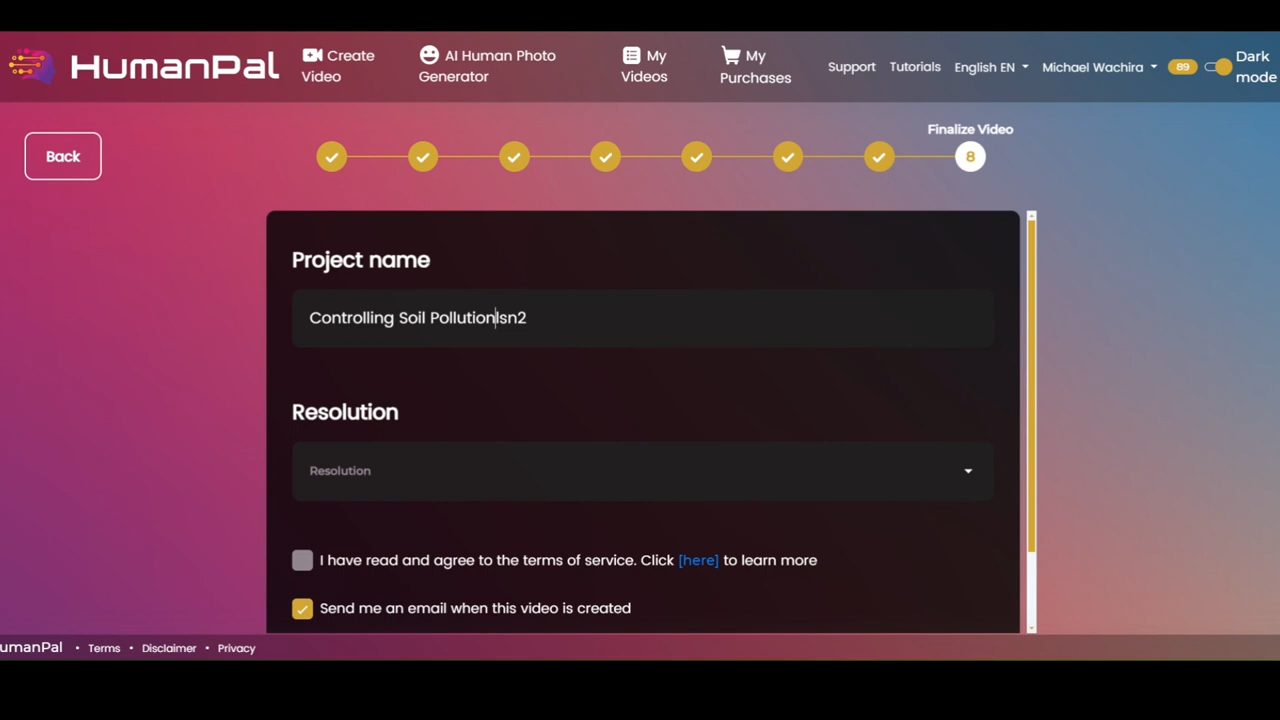 HumanPal
Create
Video
AI Human Photo
Generator
My
Videos
My
Purchases
Support
Tutorials
English EN
Michael Wachira
89
Dark
mode
Back
Finalize Video
8
Project name
Controlling Soil Pollutionlsn2
Resolution
Resolution
I have read and agree to the terms of service. Click [here] to learn more
Send me an email when this video is created
umanPal • Terms • Disclaimer • Privacy